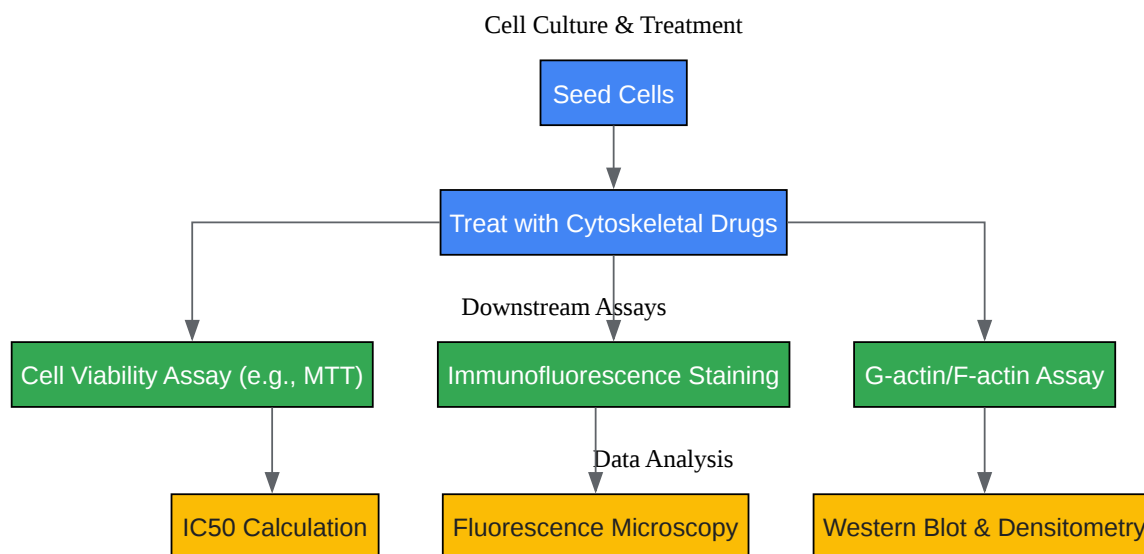 Cell Culture & Treatment
Seed Cells
Treat with Cytoskeletal Drugs
Downstream Assays
Cell Viability Assay (e.g., MTT)
Immunofluorescence Staining
G-actin/F-actin Assay
Data Analysis
IC50 Calculation
Fluorescence Microscopy
Western Blot & Densitometry